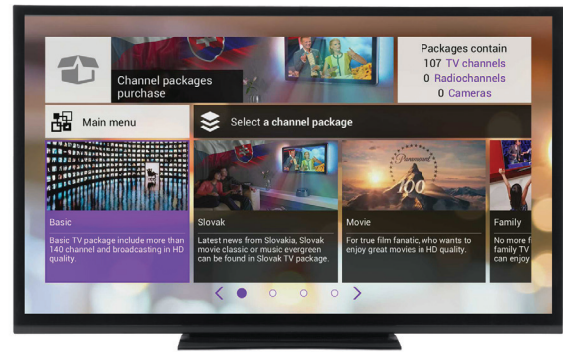 Packages contain
107 TV channels
0 Radiochannels
0 Cameras
Channel packages
purchase
Main menu
Select a channel package
Paramount
100
Basic
Basic TV package include more than
140 channel and broadcasting in HD
quality.
Slovak
Latest news from Slovakia, Slovak
movie classic or music evergreen
can be found in Slovak TV package.
Movie
For true film fanatic, who wants to
enjoy great movies is HD quality.
Family
No more f
family TV
can enjoy